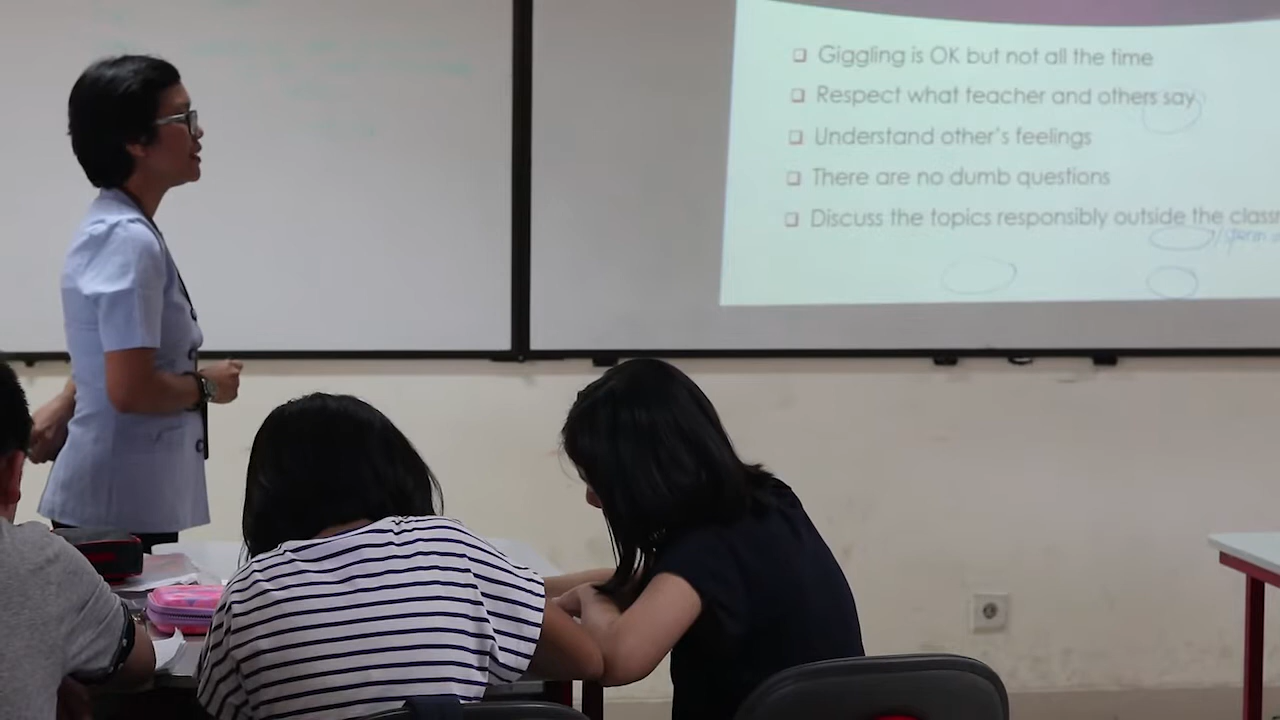 Giggling is OK but not all the time
Respect what teacher and others say
Understand other's feelings
There are no dumb questions
Discuss the topics responsibly outside the classr